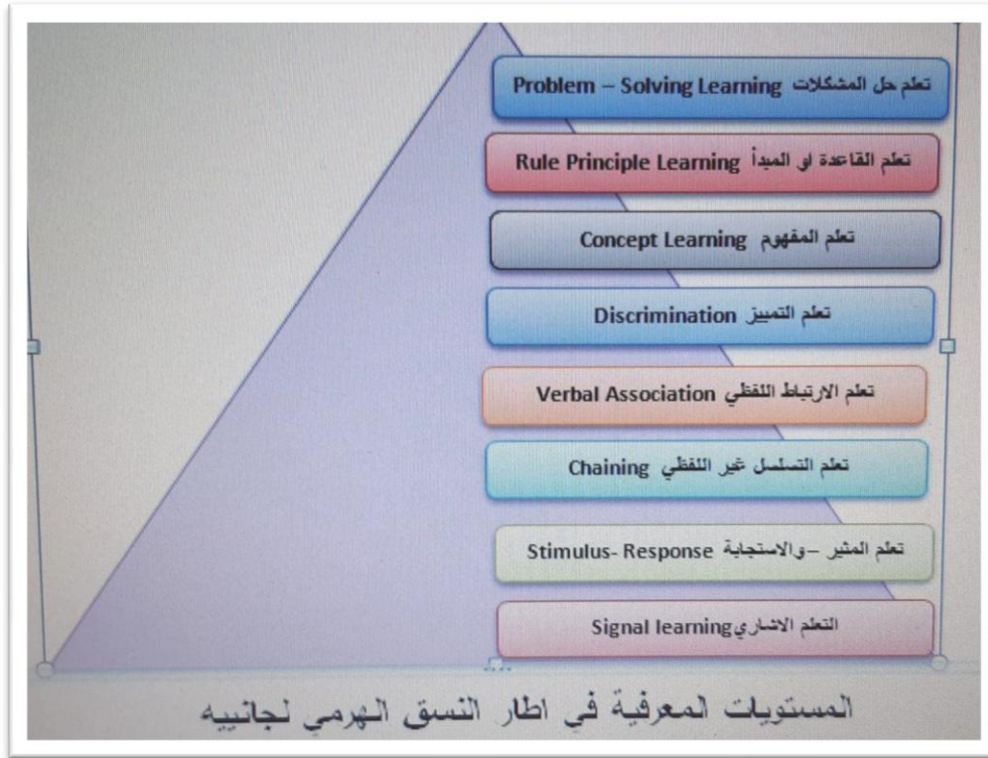 تعلم حل المشكلات Problem – Solving Learning
تعلم القاعدة او المبدأ Rule Principle Learning
تعلم المفهوم Concept Learning
تعلم التمييز Discrimination
تعلم الارتباط اللفظي Verbal Association
تعلم التسلسل غير اللفظي Chaining
تعلم المثير –والاستجابة Stimulus- Response
التعلم الاشاري Signal learning
المستويات المعرفية في اطار النسق الهرمي لجانييه